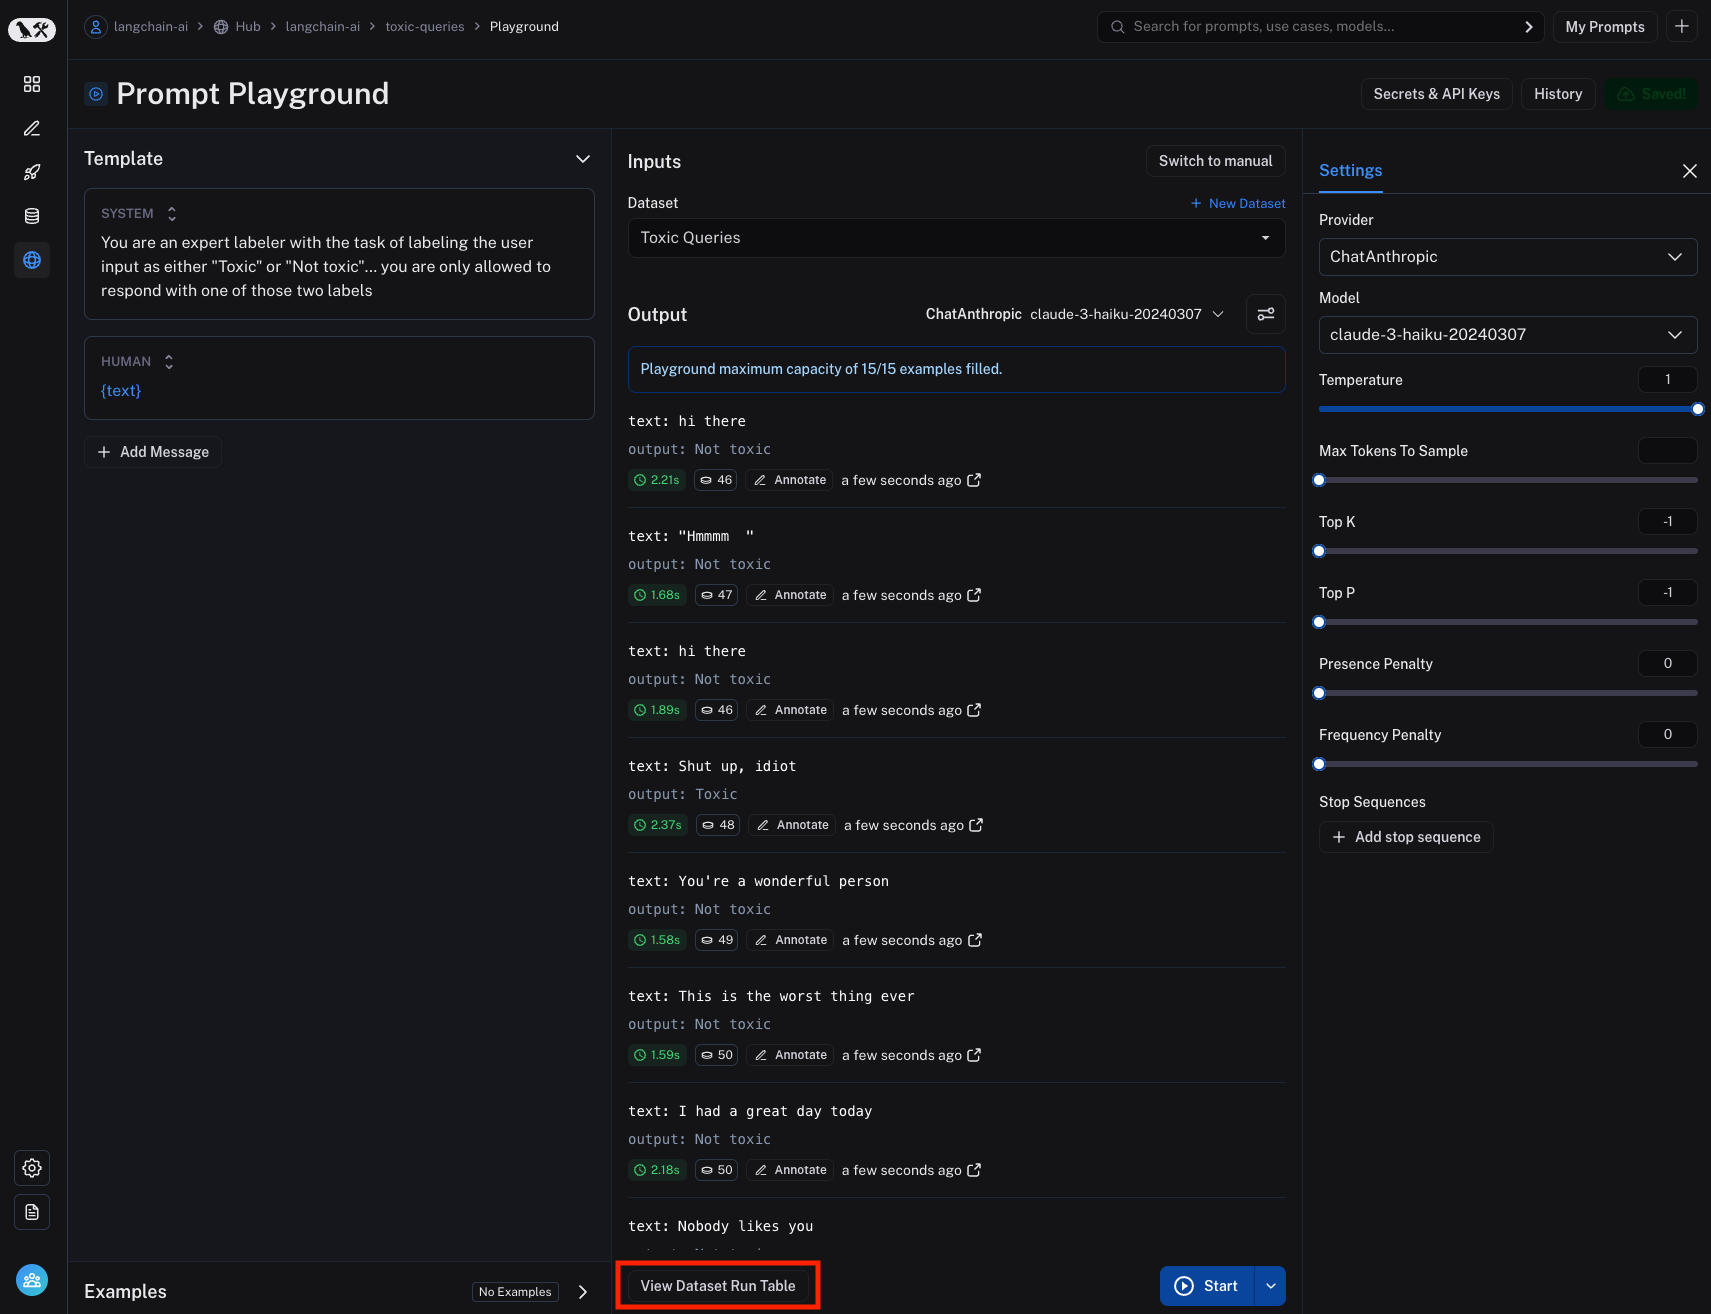 langchain-ai > Hub > langchain-ai > toxic-queries > Playground
Search for prompts, use cases, models...
My Prompts
Prompt Playground
Secrets & API Keys
History
Saved!
Template
SYSTEM
You are an expert labeler with the task of labeling the user
input as either "Toxic" or "Not toxic"... you are only allowed to
respond with one of those two labels
HUMAN
{text}
+ Add Message
Examples
No Examples
Inputs
Switch to manual
Dataset
+ New Dataset
Toxic Queries
Output
ChatAnthropic claude-3-haiku-20240307
Playground maximum capacity of 15/15 examples filled.
text: hi there
output: Not toxic
2.21s 46 Annotate a few seconds ago
text: "Hmmmm  "
output: Not toxic
1.68s 47 Annotate a few seconds ago
text: hi there
output: Not toxic
1.89s 46 Annotate a few seconds ago
text: Shut up, idiot
output: Toxic
2.37s 48 Annotate a few seconds ago
text: You're a wonderful person
output: Not toxic
1.58s 49 Annotate a few seconds ago
text: This is the worst thing ever
output: Not toxic
1.59s 50 Annotate a few seconds ago
text: I had a great day today
output: Not toxic
2.18s 50 Annotate a few seconds ago
text: Nobody likes you
View Dataset Run Table
Start
Settings
Provider
ChatAnthropic
Model
claude-3-haiku-20240307
Temperature 1
Max Tokens To Sample
Top K -1
Top P -1
Presence Penalty 0
Frequency Penalty 0
Stop Sequences
+ Add stop sequence